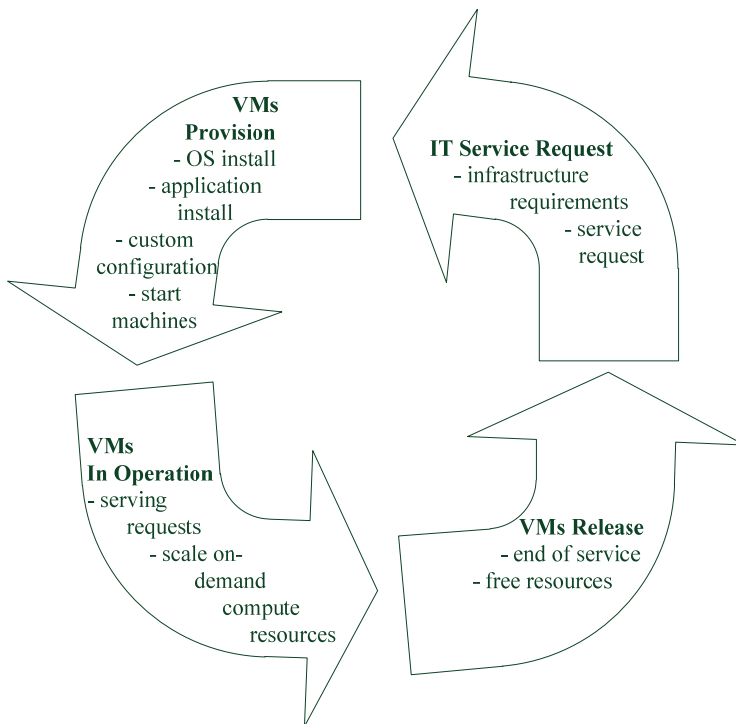 VMs
Provision
- OS install
- application
install
- custom
configuration
- start
machines
IT Service Request
- infrastructure
requirements
- service
request
VMs
In Operation
- serving
requests
- scale on-
demand
compute
resources
VMs Release
- end of service
- free resources